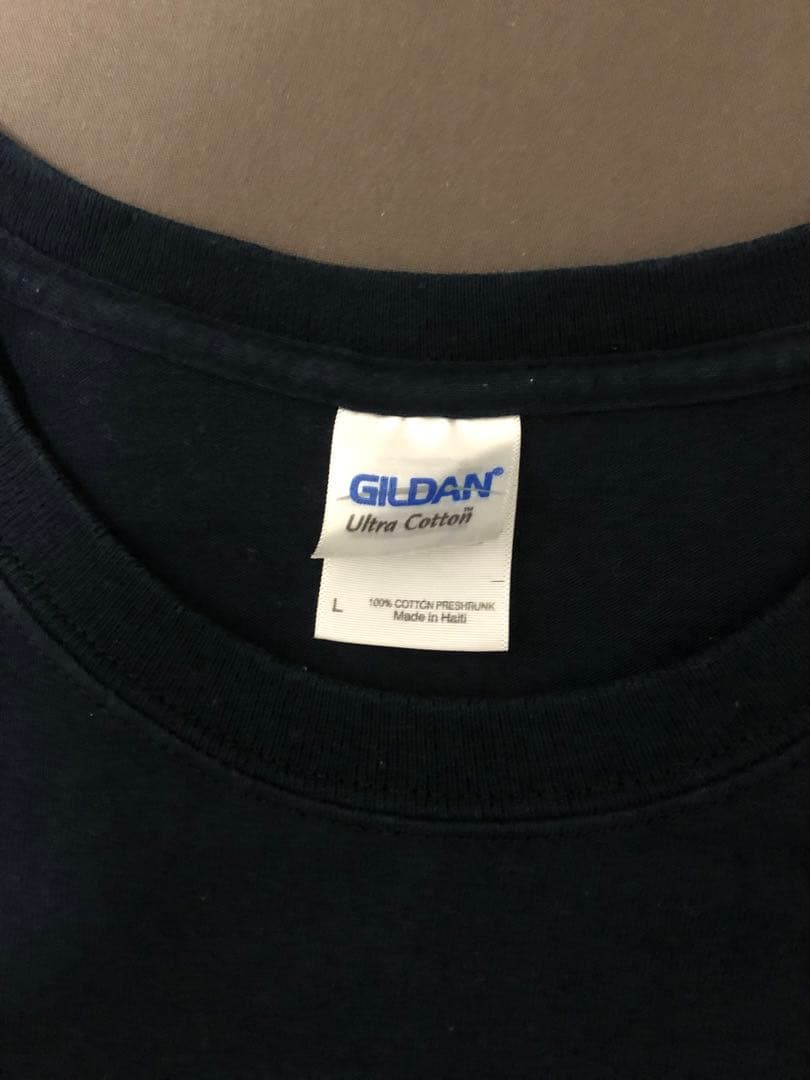 GILDAN®
Ultra Cotton™
L
100% COTTON PRESHRUNK
Made in Haiti